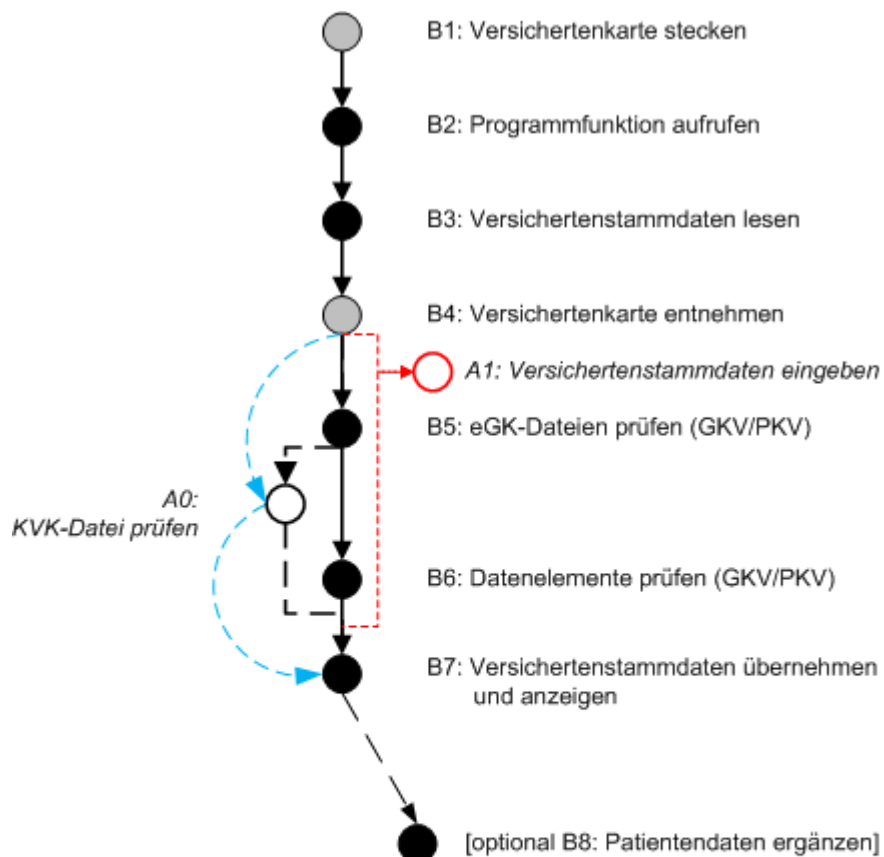 B1: Versichertenkarte stecken
B2: Programmfunktion aufrufen
B3: Versichertenstammdaten lesen
B4: Versichertenkarte entnehmen
A1: Versichertenstammdaten eingeben
B5: eGK-Dateien prüfen (GKV/PKV)
A0:
KVK-Datei prüfen
B6: Datenelemente prüfen (GKV/PKV)
B7: Versichertenstammdaten übernehmen
und anzeigen
[optional B8: Patientendaten ergänzen]